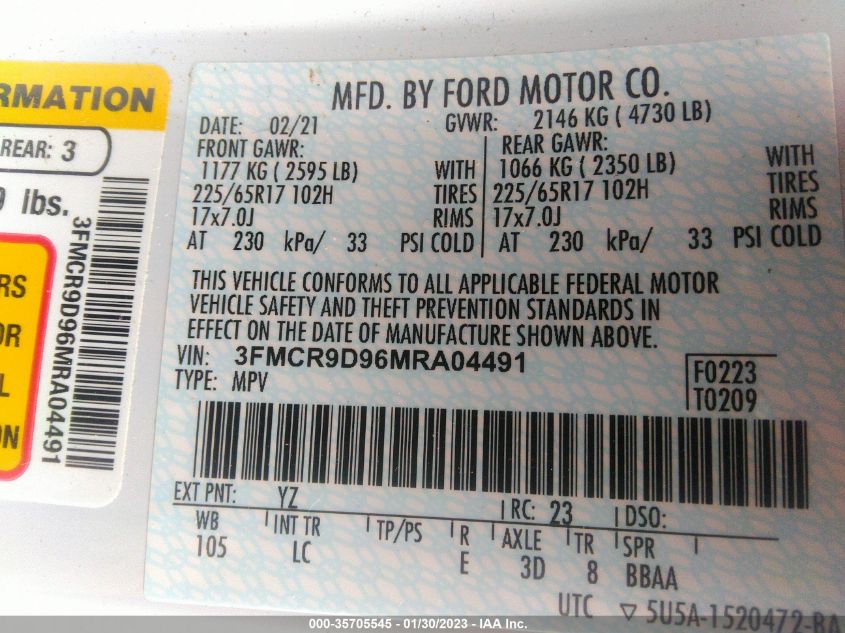 RMATION
REAR: 3
lbs.
RS
OR
L
ON
3FMCR9D96MRA04491
MFD. BY FORD MOTOR CO.
DATE: 02/21 GVWR: 2146 KG ( 4730 LB)
FRONT GAWR: REAR GAWR:
1177 KG ( 2595 LB) WITH 1066 KG ( 2350 LB) WITH
225/65R17 102H TIRES 225/65R17 102H TIRES
17x7.0J RIMS 17x7.0J RIMS
AT 230 kPa/ 33 PSI COLD AT 230 kPa/ 33 PSI COLD
THIS VEHICLE CONFORMS TO ALL APPLICABLE FEDERAL MOTOR
VEHICLE SAFETY AND THEFT PREVENTION STANDARDS IN
EFFECT ON THE DATE OF MANUFACTURE SHOWN ABOVE.
VIN: 3FMCR9D96MRA04491
TYPE: MPV
F0223
T0209
EXT PNT: YZ RC: 23 DSO:
WB INT TR TP/PS R AXLE TR SPR
105 LC E 3D 8 BBAA
UTC ▽ 5U5A-1520472-BA
000-35705545 - 01/30/2023 - IAA Inc.